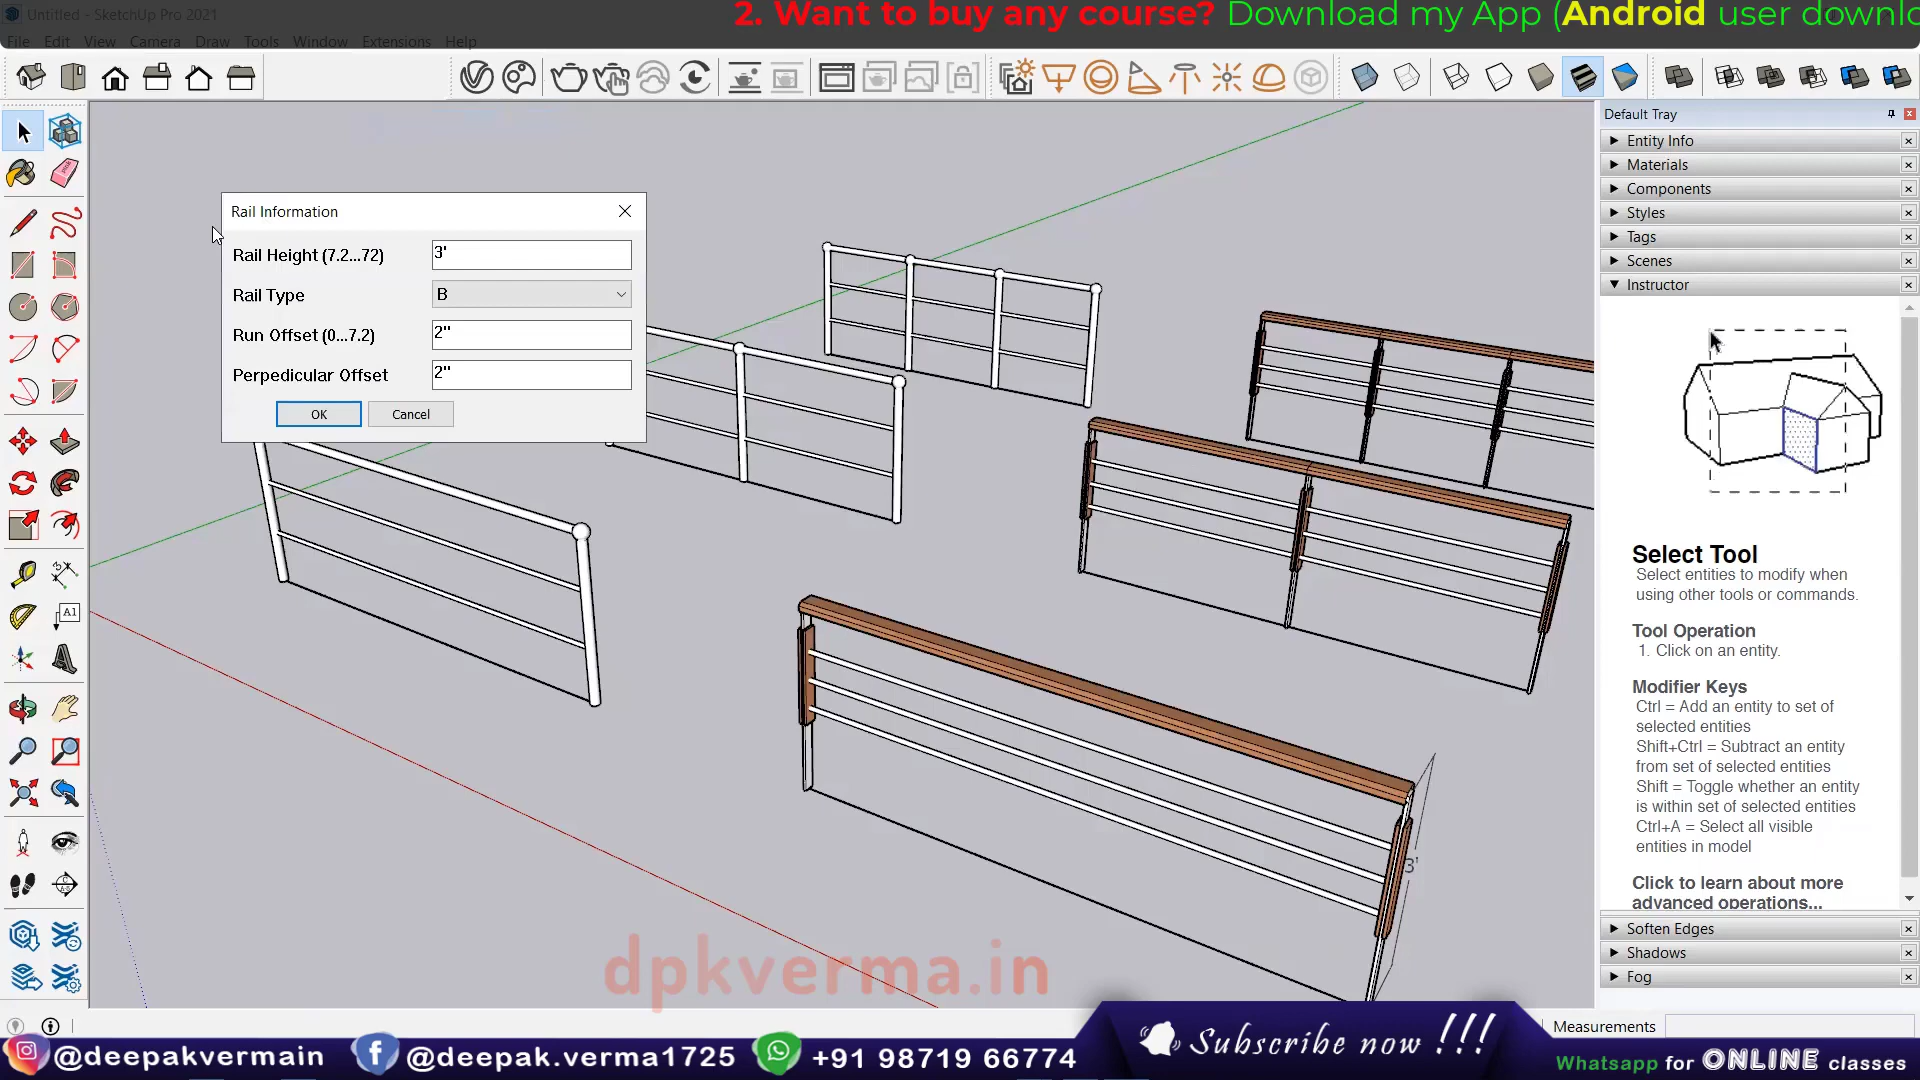 Untitled - SketchUp Pro 2021
2. Want to buy any course? Download my App (Android user downlo
File Edit View Camera Draw Tools Window Extensions Help
Default Tray
Entity Info
Materials
Components
Styles
Tags
Scenes
Instructor
Rail Information
Rail Height (7.2...72) 3'
Rail Type B
Run Offset (0...7.2) 2"
Perpedicular Offset 2"
OK Cancel
A1
3'
Select Tool
Select entities to modify when
using other tools or commands.
Tool Operation
1. Click on an entity.
Modifier Keys
Ctrl = Add an entity to set of
selected entities
Shift+Ctrl = Subtract an entity
from set of selected entities
Shift = Toggle whether an entity
is within set of selected entities
Ctrl+A = Select all visible
entities in model
Click to learn about more
advanced operations...
Soften Edges
Shadows
Fog
dpkverma.in
Measurements
@deepakvermain @deepak.verma1725 +91 98719 66774
Subscribe now !!!
Whatsapp for ONLINE classes